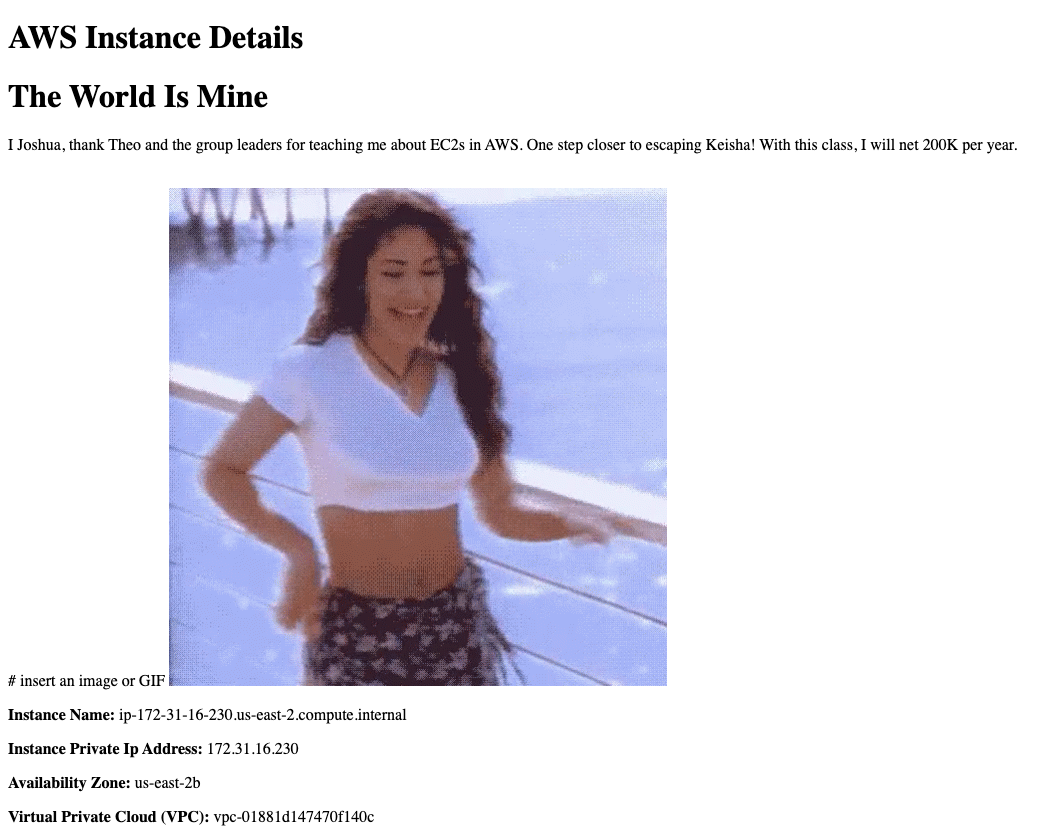 AWS Instance Details
The World Is Mine
I Joshua, thank Theo and the group leaders for teaching me about EC2s in AWS. One step closer to escaping Keisha! With this class, I will net 200K per year.
# insert an image or GIF
Instance Name: ip-172-31-16-230.us-east-2.compute.internal
Instance Private Ip Address: 172.31.16.230
Availability Zone: us-east-2b
Virtual Private Cloud (VPC): vpc-01881d147470f140c